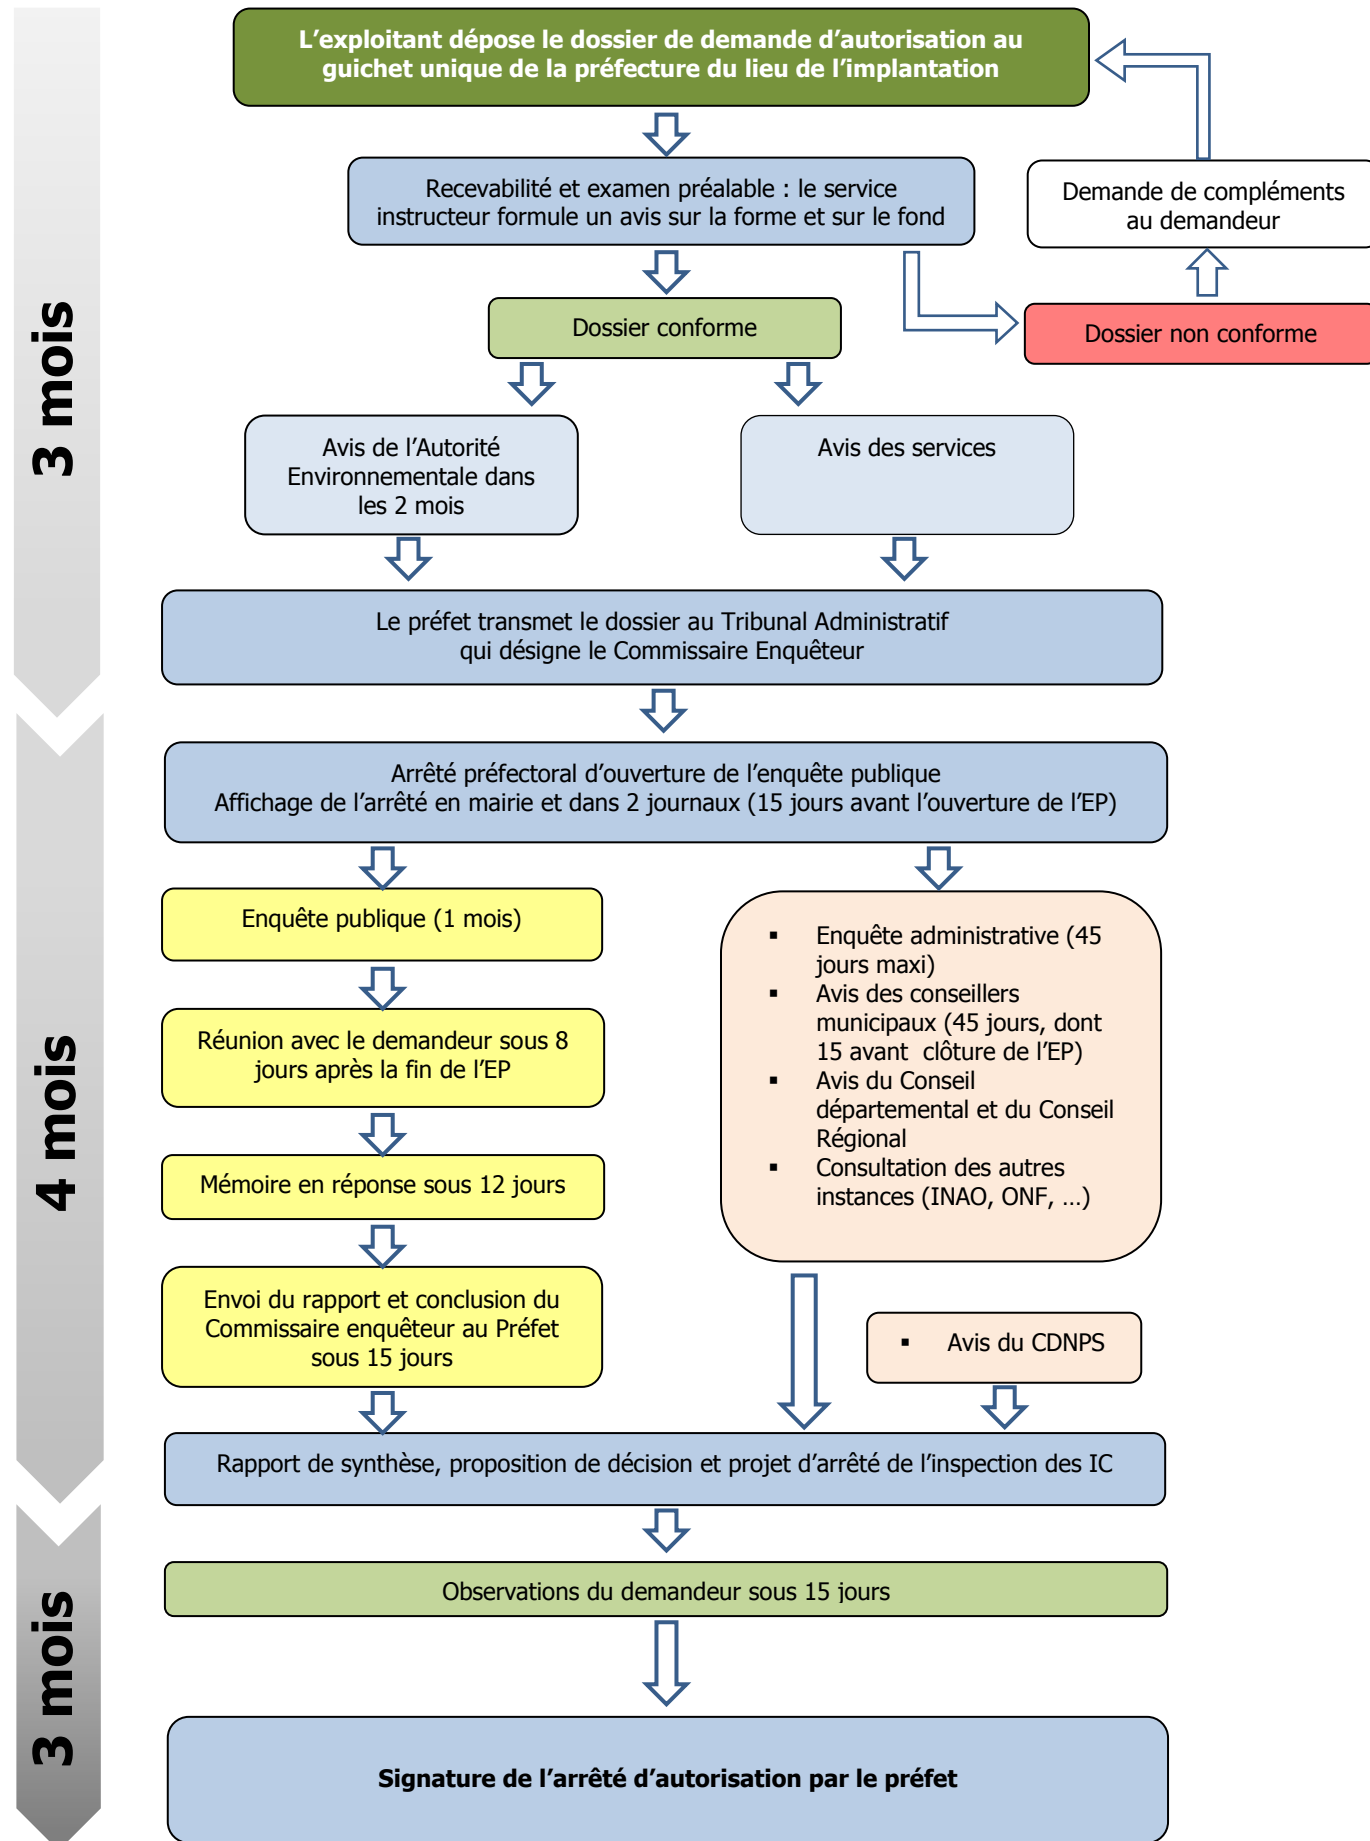 L’exploitant dépose le dossier de demande d’autorisation au
guichet unique de la préfecture du lieu de l’implantation
Recevabilité et examen préalable : le service
instructeur formule un avis sur la forme et sur le fond
Demande de compléments
au demandeur
Dossier conforme
Dossier non conforme
3 mois
Avis de l’Autorité
Environnementale dans
les 2 mois
Avis des services
Le préfet transmet le dossier au Tribunal Administratif
qui désigne le Commissaire Enquêteur
Arrêté préfectoral d’ouverture de l’enquête publique
Affichage de l’arrêté en mairie et dans 2 journaux (15 jours avant l’ouverture de l’EP)
4 mois
Enquête publique (1 mois)
Réunion avec le demandeur sous 8
jours après la fin de l’EP
Mémoire en réponse sous 12 jours
Envoi du rapport et conclusion du
Commissaire enquêteur au Préfet
sous 15 jours
▪ Enquête administrative (45
jours maxi)
▪ Avis des conseillers
municipaux (45 jours, dont
15 avant  clôture de l’EP)
▪ Avis du Conseil
départemental et du Conseil
Régional
▪ Consultation des autres
instances (INAO, ONF, …)
▪ Avis du CDNPS
Rapport de synthèse, proposition de décision et projet d’arrêté de l’inspection des IC
3 mois
Observations du demandeur sous 15 jours
Signature de l’arrêté d’autorisation par le préfet